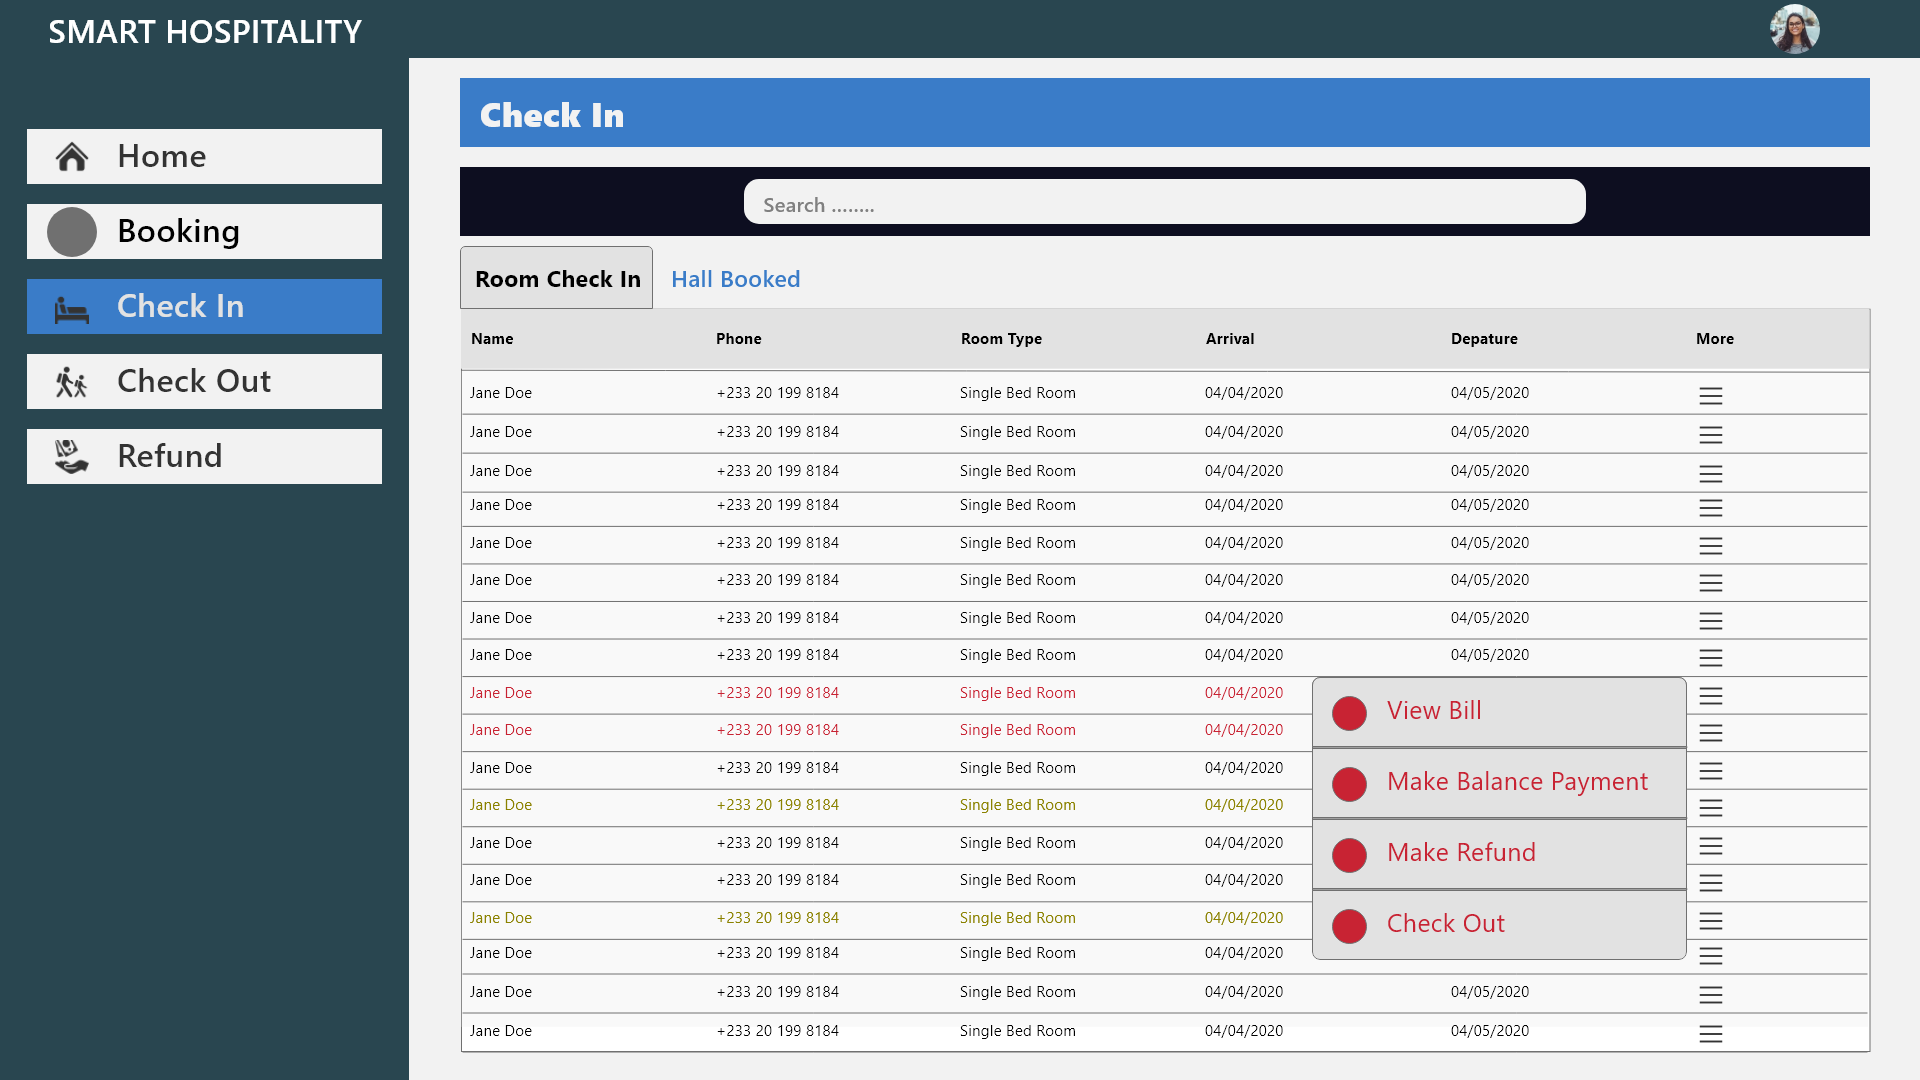 SMART HOSPITALITY
Home
Booking
Check In
Check Out
Refund
Check In
Search ........
Room Check In Hall Booked
Name Phone Room Type Arrival Depature More
Jane Doe +233 20 199 8184 Single Bed Room 04/04/2020 04/05/2020
Jane Doe +233 20 199 8184 Single Bed Room 04/04/2020 04/05/2020
Jane Doe +233 20 199 8184 Single Bed Room 04/04/2020 04/05/2020
Jane Doe +233 20 199 8184 Single Bed Room 04/04/2020 04/05/2020
Jane Doe +233 20 199 8184 Single Bed Room 04/04/2020 04/05/2020
Jane Doe +233 20 199 8184 Single Bed Room 04/04/2020 04/05/2020
Jane Doe +233 20 199 8184 Single Bed Room 04/04/2020 04/05/2020
Jane Doe +233 20 199 8184 Single Bed Room 04/04/2020 04/05/2020
Jane Doe +233 20 199 8184 Single Bed Room 04/04/2020
Jane Doe +233 20 199 8184 Single Bed Room 04/04/2020
Jane Doe +233 20 199 8184 Single Bed Room 04/04/2020
Jane Doe +233 20 199 8184 Single Bed Room 04/04/2020
Jane Doe +233 20 199 8184 Single Bed Room 04/04/2020
Jane Doe +233 20 199 8184 Single Bed Room 04/04/2020
Jane Doe +233 20 199 8184 Single Bed Room 04/04/2020
Jane Doe +233 20 199 8184 Single Bed Room 04/04/2020
Jane Doe +233 20 199 8184 Single Bed Room 04/04/2020 04/05/2020
Jane Doe +233 20 199 8184 Single Bed Room 04/04/2020 04/05/2020
View Bill
Make Balance Payment
Make Refund
Check Out